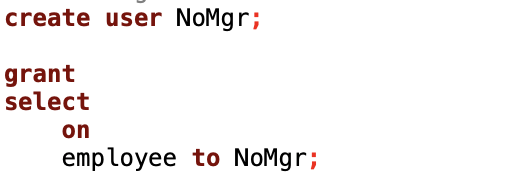 create user NoMgr;
grant
select
on
employee to NoMgr;